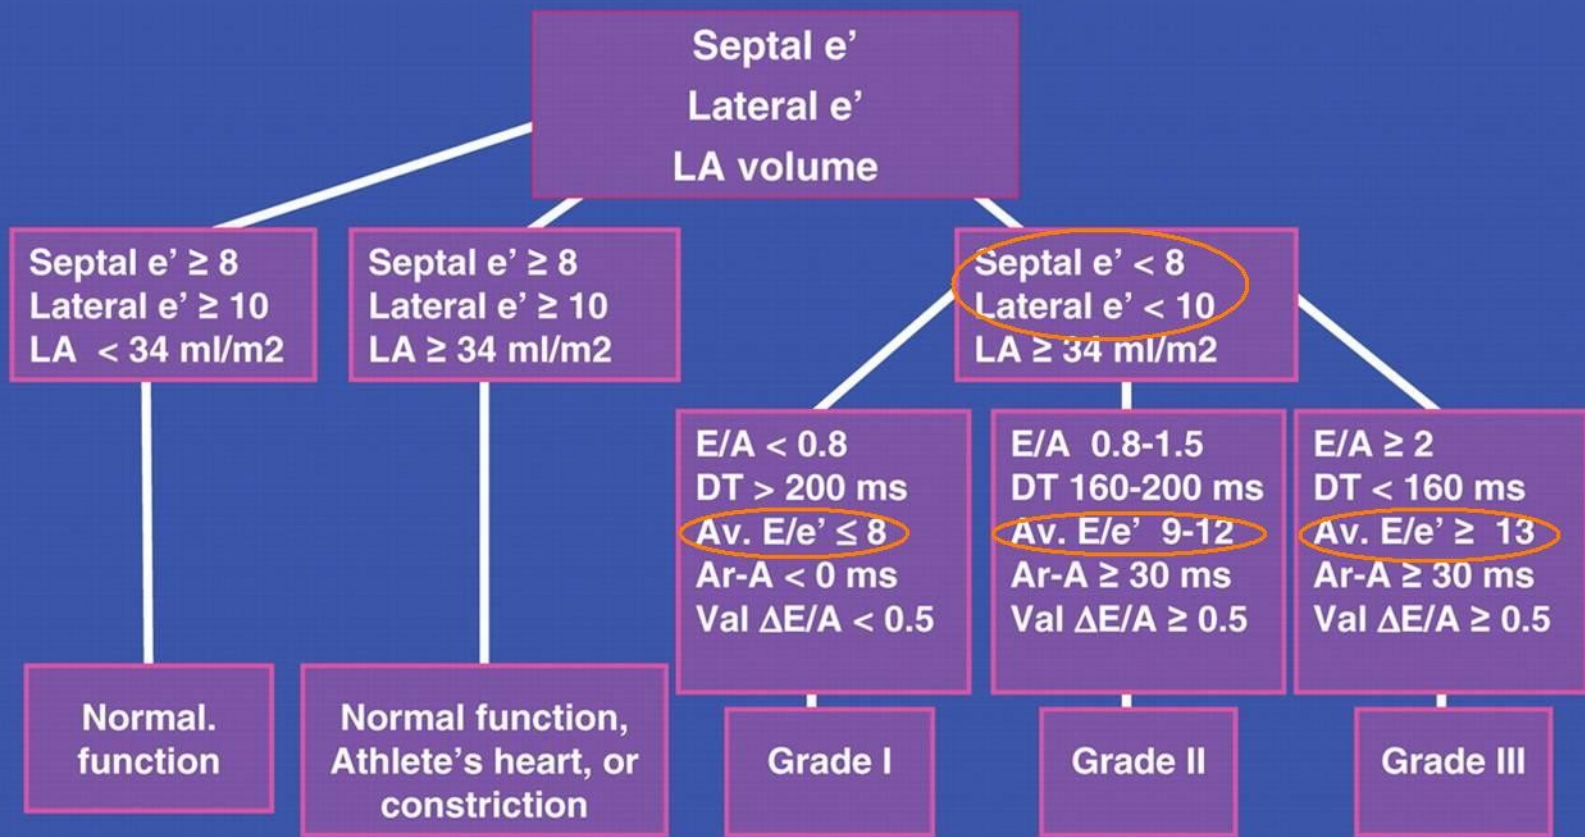 Septal e’
Lateral e’
LA volume
Septal e’ ≥ 8
Lateral e’ ≥ 10
LA < 34 ml/m2
Septal e’ ≥ 8
Lateral e’ ≥ 10
LA ≥ 34 ml/m2
Septal e’ < 8
Lateral e’ < 10
LA ≥ 34 ml/m2
E/A < 0.8
DT > 200 ms
Av. E/e’ ≤ 8
Ar-A < 0 ms
Val ΔE/A < 0.5
E/A 0.8-1.5
DT 160-200 ms
Av. E/e’ 9-12
Ar-A ≥ 30 ms
Val ΔE/A ≥ 0.5
E/A ≥ 2
DT < 160 ms
Av. E/e’ ≥ 13
Ar-A ≥ 30 ms
Val ΔE/A ≥ 0.5
Normal.
function
Normal function,
Athlete’s heart, or
constriction
Grade I
Grade II
Grade III